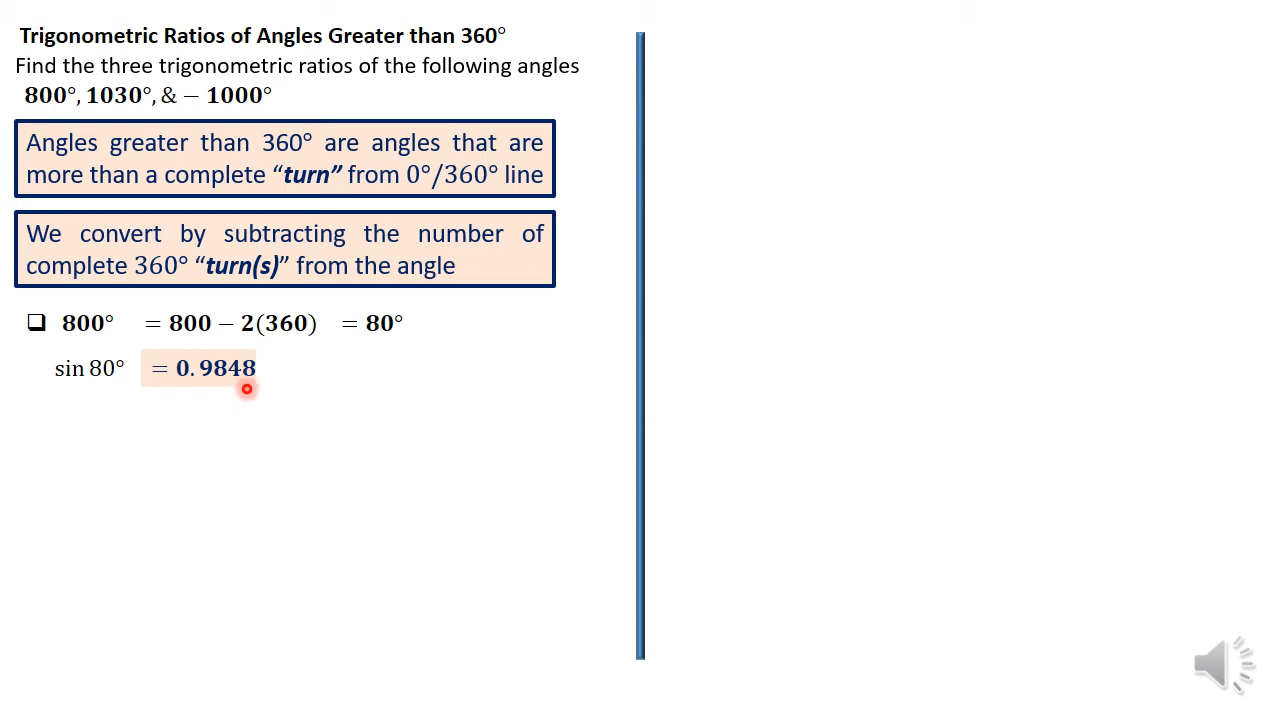 Trigonometric Ratios of Angles Greater than 360°
Find the three trigonometric ratios of the following angles
800°, 1030°, & − 1000°
Angles greater than 360° are angles that are
more than a complete “turn” from 0°/360° line
We convert by subtracting the number of
complete 360° “turn(s)” from the angle
❑ 800° = 800 − 2(360) = 80°
sin 80° = 0.9848